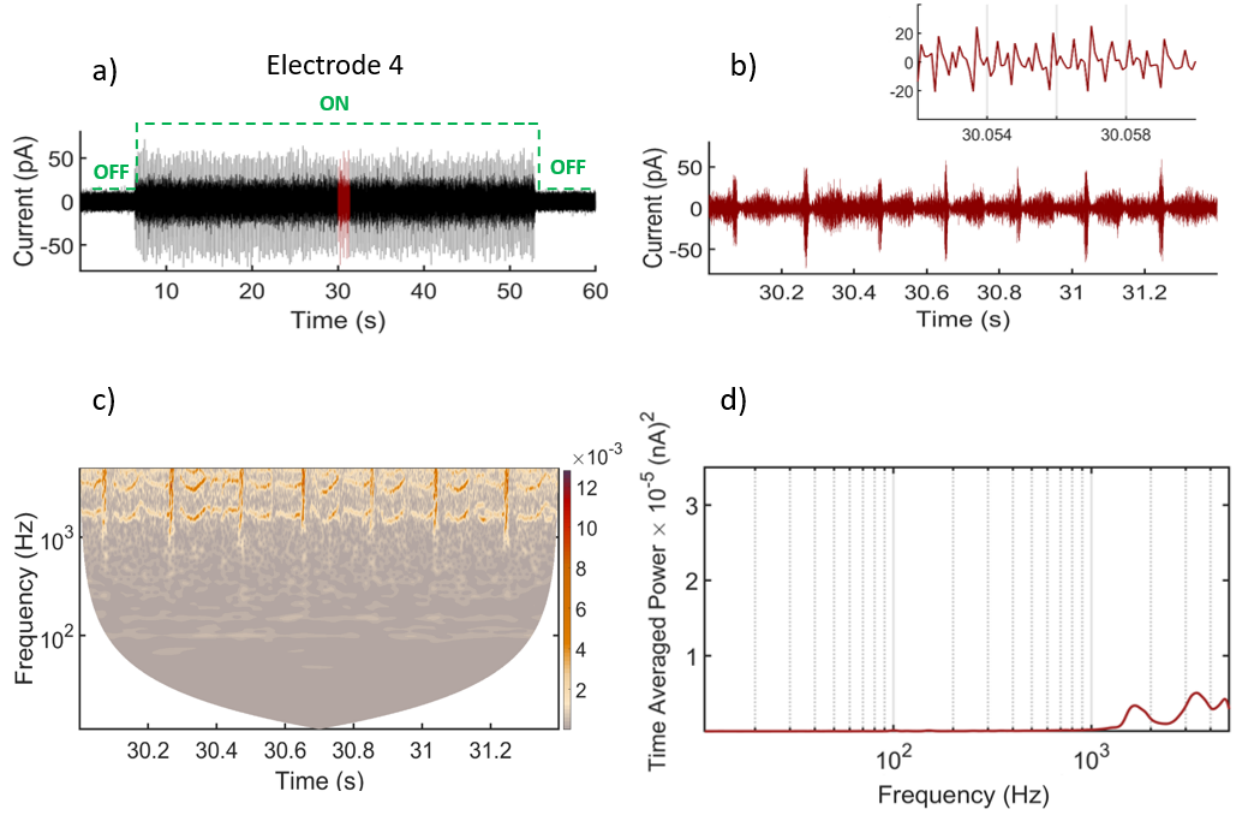 a)
Electrode 4
ON
OFF
OFF
Current (pA)
50
0
-50
10
20
30
40
50
60
Time (s)
b)
20
0
-20
30.054
30.058
Current (pA)
50
0
-50
30.2
30.4
30.6
30.8
31
31.2
Time (s)
c)
Frequency (Hz)
10³
10²
30.2
30.4
30.6
30.8
31
31.2
Time (s)
×10⁻³
12
10
8
6
4
2
d)
Time Averaged Power × 10⁻⁵ (nA)²
3
2
1
10²
10³
Frequency (Hz)